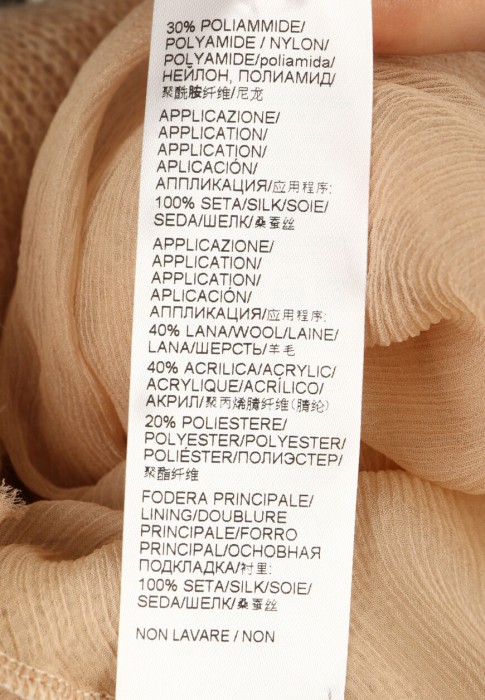 30% POLIAMMIDE/
POLYAMIDE / NYLON/
POLYAMIDE/poliamida/
НЕЙЛОН, ПОЛИАМИД/
聚酰胺纤维/尼龙
APPLICAZIONE/
APPLICATION/
APPLICATION/
APLICACIÓN/
АППЛИКАЦИЯ/应用程序:
100% SETA/SILK/SOIE/
SEDA/ШЕЛК/桑蚕丝
APPLICAZIONE/
APPLICATION/
APPLICATION/
APLICACIÓN/
АППЛИКАЦИЯ/应用程序:
40% LANA/WOOL/LAINE/
LANA/ШЕРСТЬ/羊毛
40% ACRILICA/ACRYLIC/
ACRYLIQUE/ACRÍLICO/
АКРИЛ/聚丙烯腈纤维(腈纶)
20% POLIESTERE/
POLYESTER/POLYESTER/
POLIÉSTER/ПОЛИЭСТЕР/
聚酯纤维
FODERA PRINCIPALE/
LINING/DOUBLURE
PRINCIPALE/FORRO
PRINCIPAL/ОСНОВНАЯ
ПОДКЛАДКА/衬里:
100% SETA/SILK/SOIE/
SEDA/ШЕЛК/桑蚕丝
NON LAVARE / NON